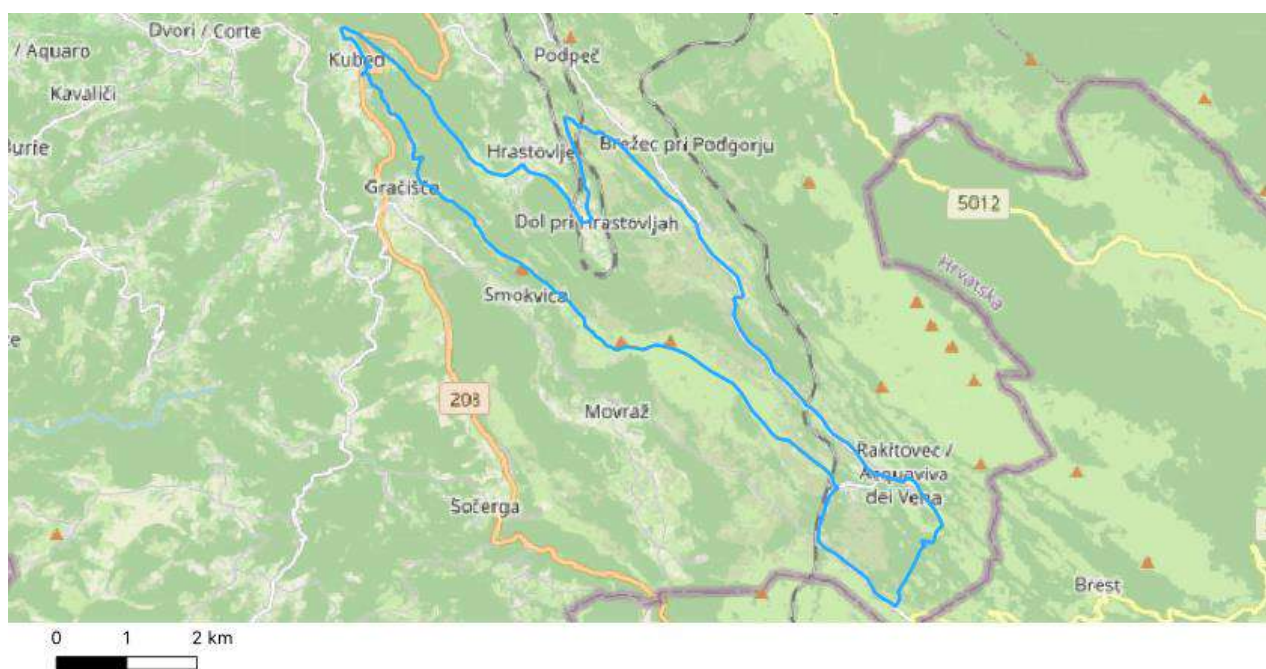 Dvori / Corte
/ Aquaro
Kubed
Podpeč
Kavaliči
Burie
Hrastovlje
Brežec pri Podgorju
Gračišče
5012
Dol pri Hrastovljah
Hrvatska
Smokvica
208
Movraž
Rakitovec /
Acquaviva
dei Vena
Sočerga
Brest
0 1 2 km